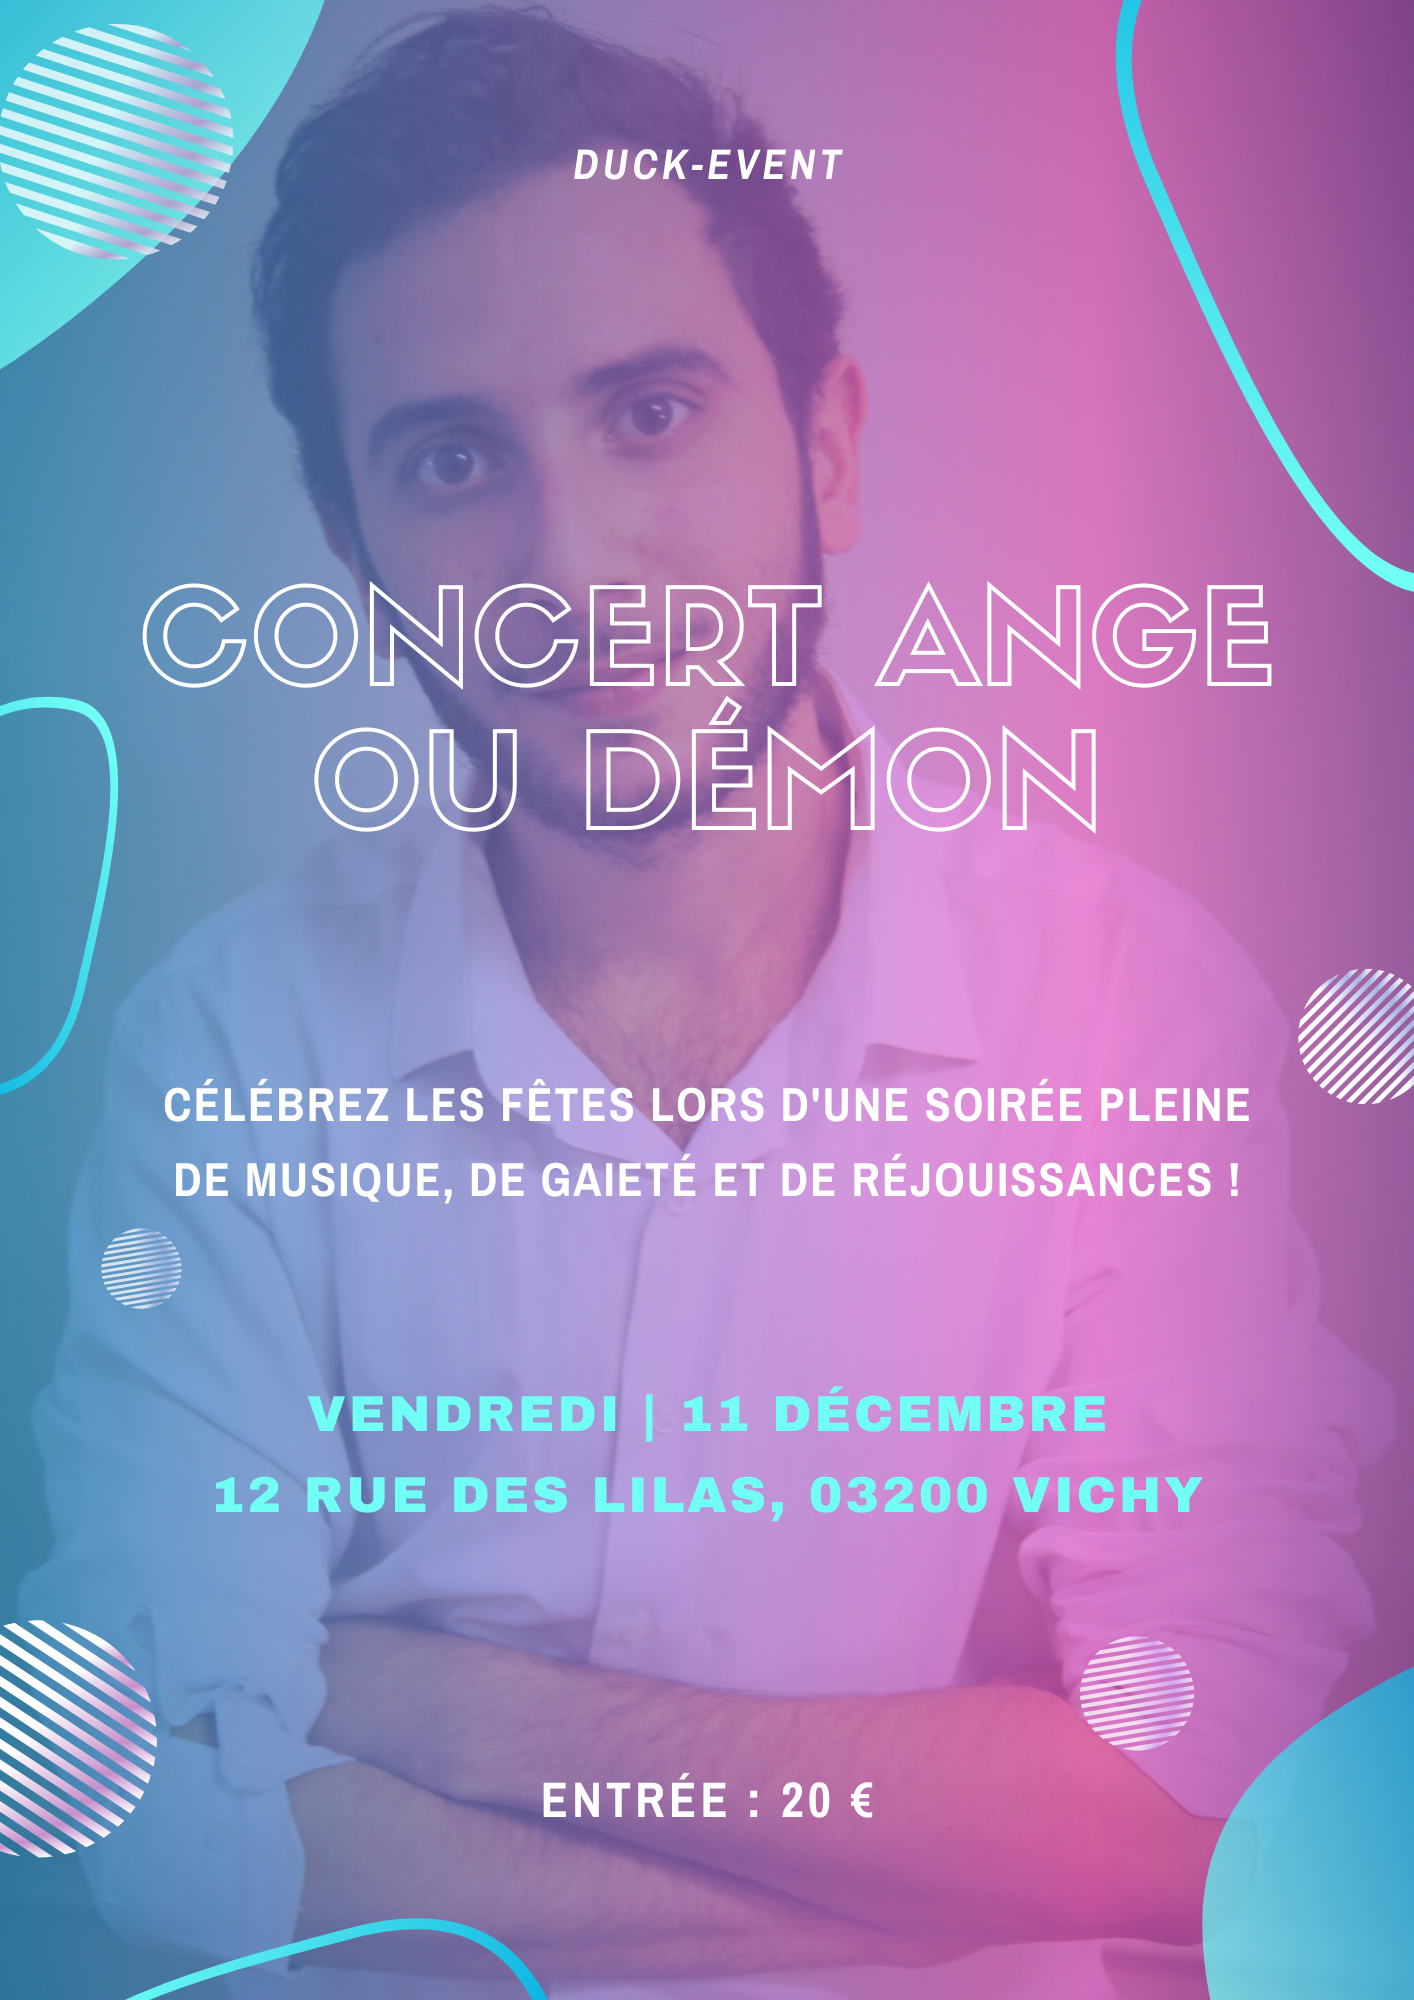 DUCK-EVENT
CONCERT ANGE
OU DÉMON
CÉLÉBREZ LES FÊTES LORS D'UNE SOIRÉE PLEINE
DE MUSIQUE, DE GAIETÉ ET DE RÉJOUISSANCES !
VENDREDI | 11 DÉCEMBRE
12 RUE DES LILAS, 03200 VICHY
ENTRÉE : 20 €